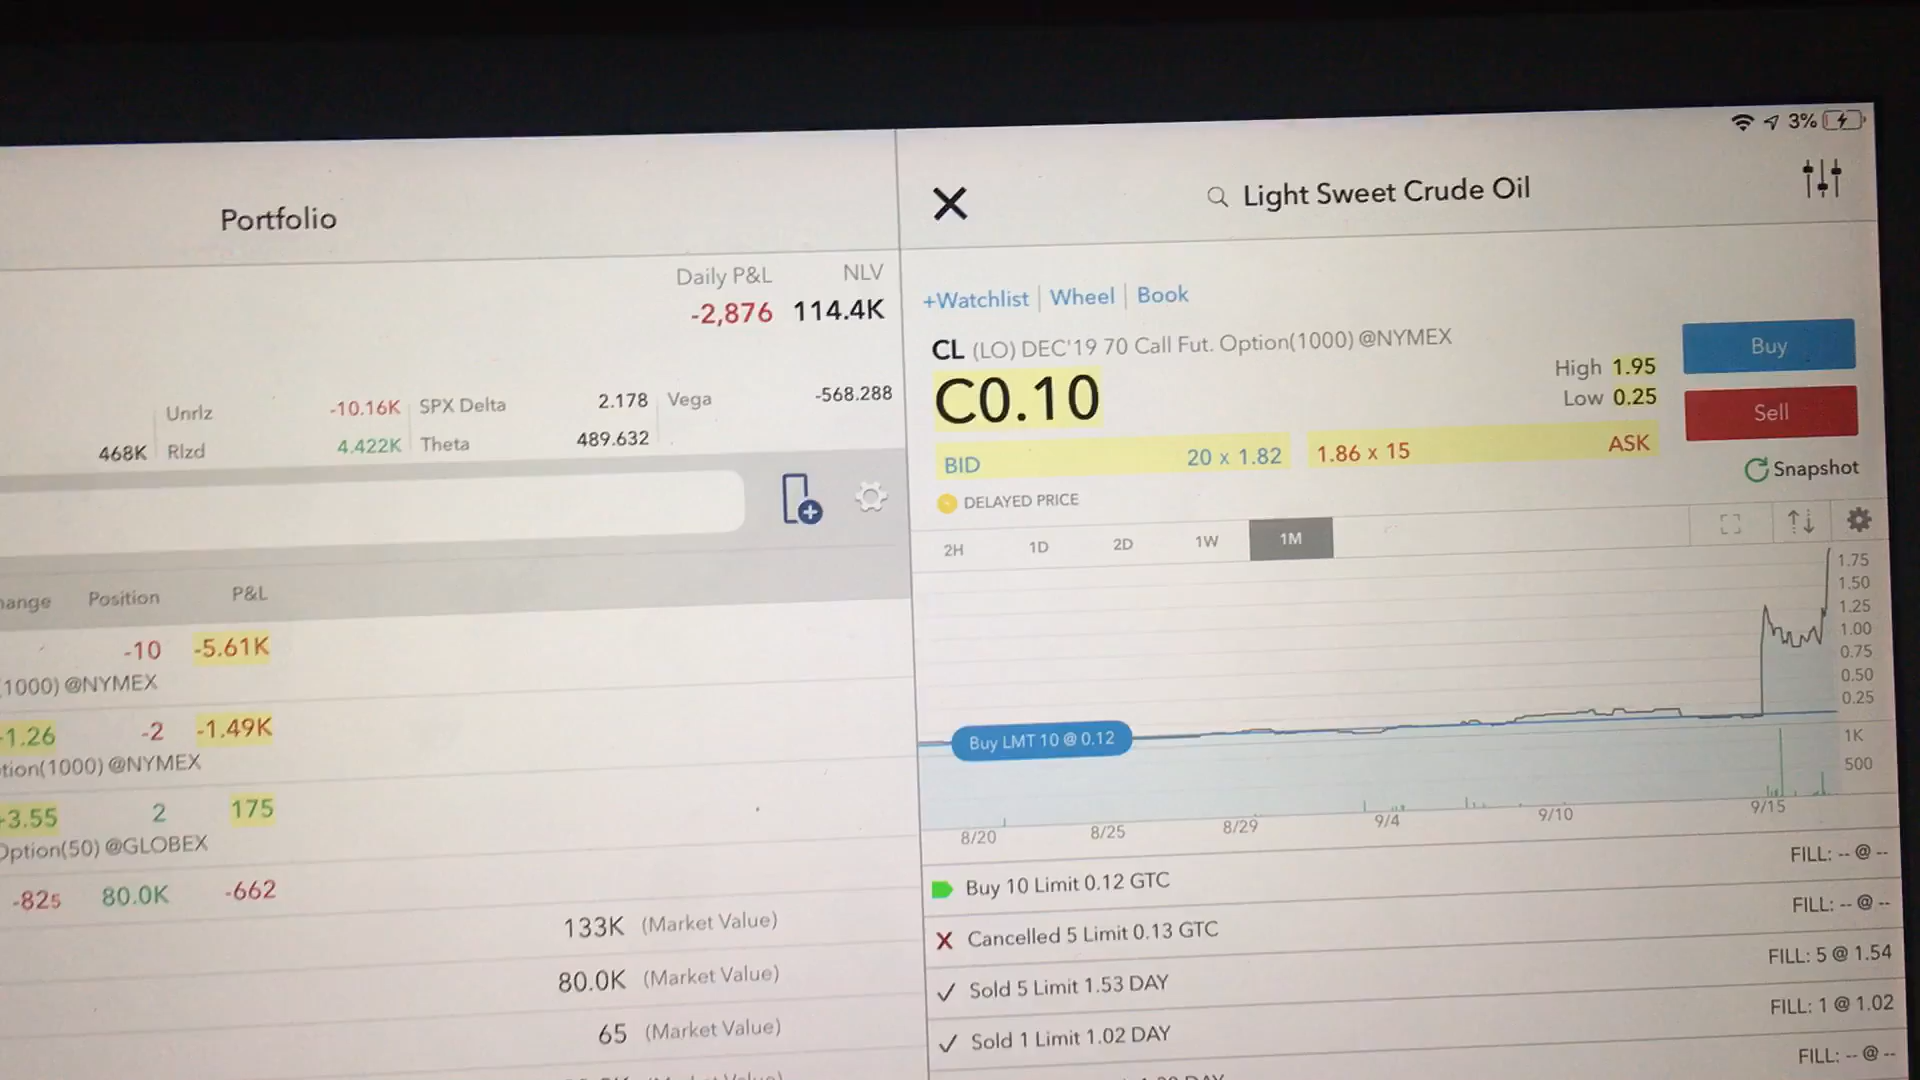 3%
Portfolio
Light Sweet Crude Oil
Daily P&L NLV
-2,876 114.4K
Unrlz -10.16K SPX Delta 2.178 Vega -568.288
468K Rlzd 4.422K Theta 489.632
Position P&L
-10 -5.61K
1000) @NYMEX
-1.26 -2 -1.49K
tion(1000) @NYMEX
3.55 2 175
Option(50) @GLOBEX
-825 80.0K -662
133K (Market Value)
80.0K (Market Value)
65 (Market Value)
+Watchlist Wheel Book
CL (LO) DEC'19 70 Call Fut. Option(1000) @NYMEX
C0.10
High 1.95
Low 0.25
Buy
Sell
BID 20 x 1.82 1.86 x 15 ASK
Snapshot
DELAYED PRICE
2H 1D 2D 1W 1M
1.75
1.50
1.25
1.00
0.75
0.50
0.25
Buy LMT 10 @ 0.12
1K
500
8/20 8/25 8/29 9/4 9/10 9/15
FILL: -- @ --
Buy 10 Limit 0.12 GTC
FILL: -- @ --
Cancelled 5 Limit 0.13 GTC
FILL: 5 @ 1.54
Sold 5 Limit 1.53 DAY
FILL: 1 @ 1.02
Sold 1 Limit 1.02 DAY
FILL: -- @ --